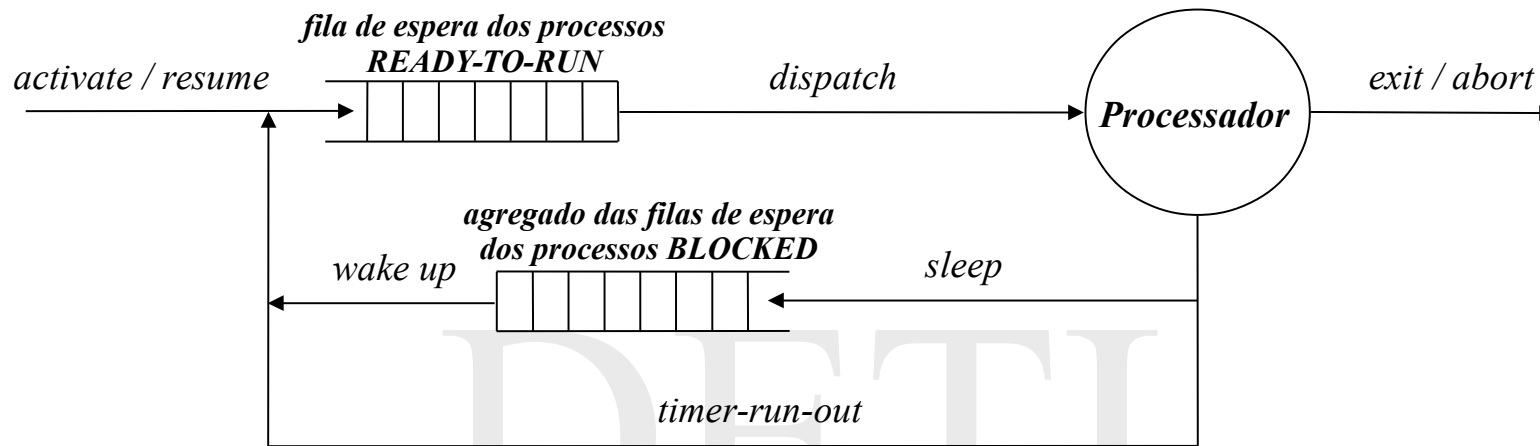 fila de espera dos processos
READY-TO-RUN
activate / resume
dispatch
exit / abort
Processador
agregado das filas de espera
dos processos BLOCKED
wake up
sleep
DETI
timer-run-out